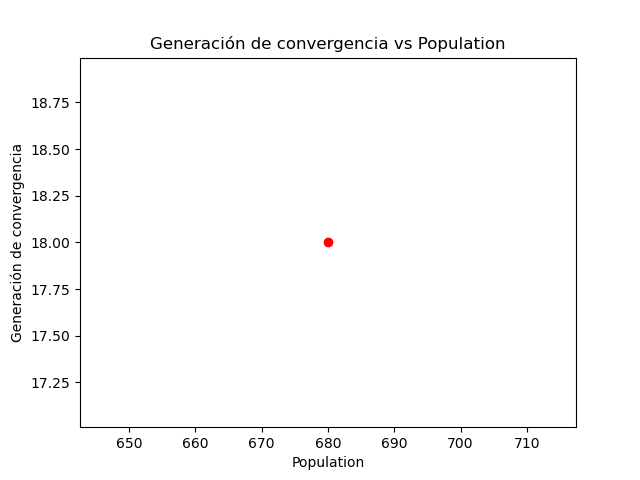 Generación de convergencia vs Population
Generación de convergencia
18.75
18.50
18.25
18.00
17.75
17.50
17.25
650 660 670 680 690 700 710
Population